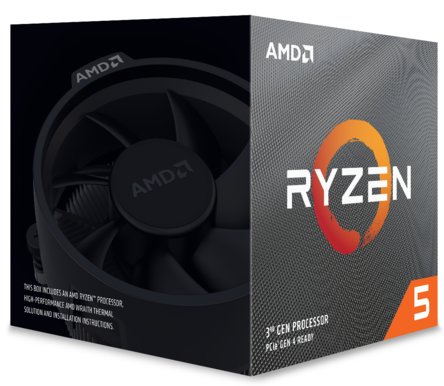 AMD
AMD
THIS BOX INCLUDES AN AMD RYZEN™ PROCESSOR,
HIGH-PERFORMANCE AMD WRAITH THERMAL
SOLUTION AND INSTALLATION INSTRUCTIONS.
AMD
RYZEN
5
3RD GEN PROCESSOR
PCIe GEN 4 READY